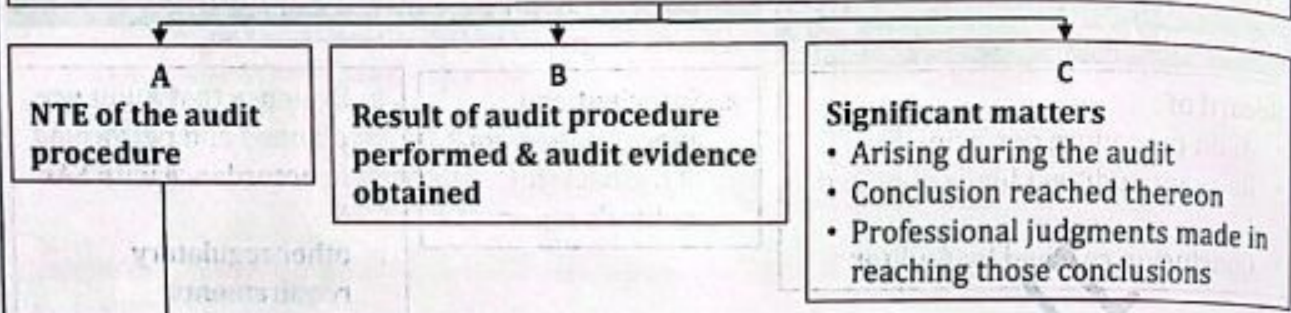 A
NTE of the audit
procedure
B
Result of audit procedure
performed & audit evidence
obtained
C
Significant matters
• Arising during the audit
• Conclusion reached thereon
• Professional judgments made in
reaching those conclusions